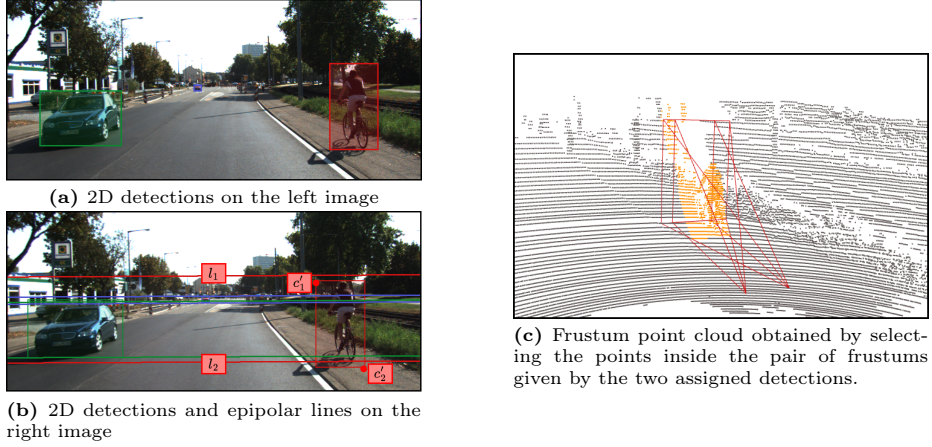 (a) 2D detections on the left image
l₁
c′₁
l₂
c′₂
(b) 2D detections and epipolar lines on the
right image
(c) Frustum point cloud obtained by select-
ing the points inside the pair of frustums
given by the two assigned detections.